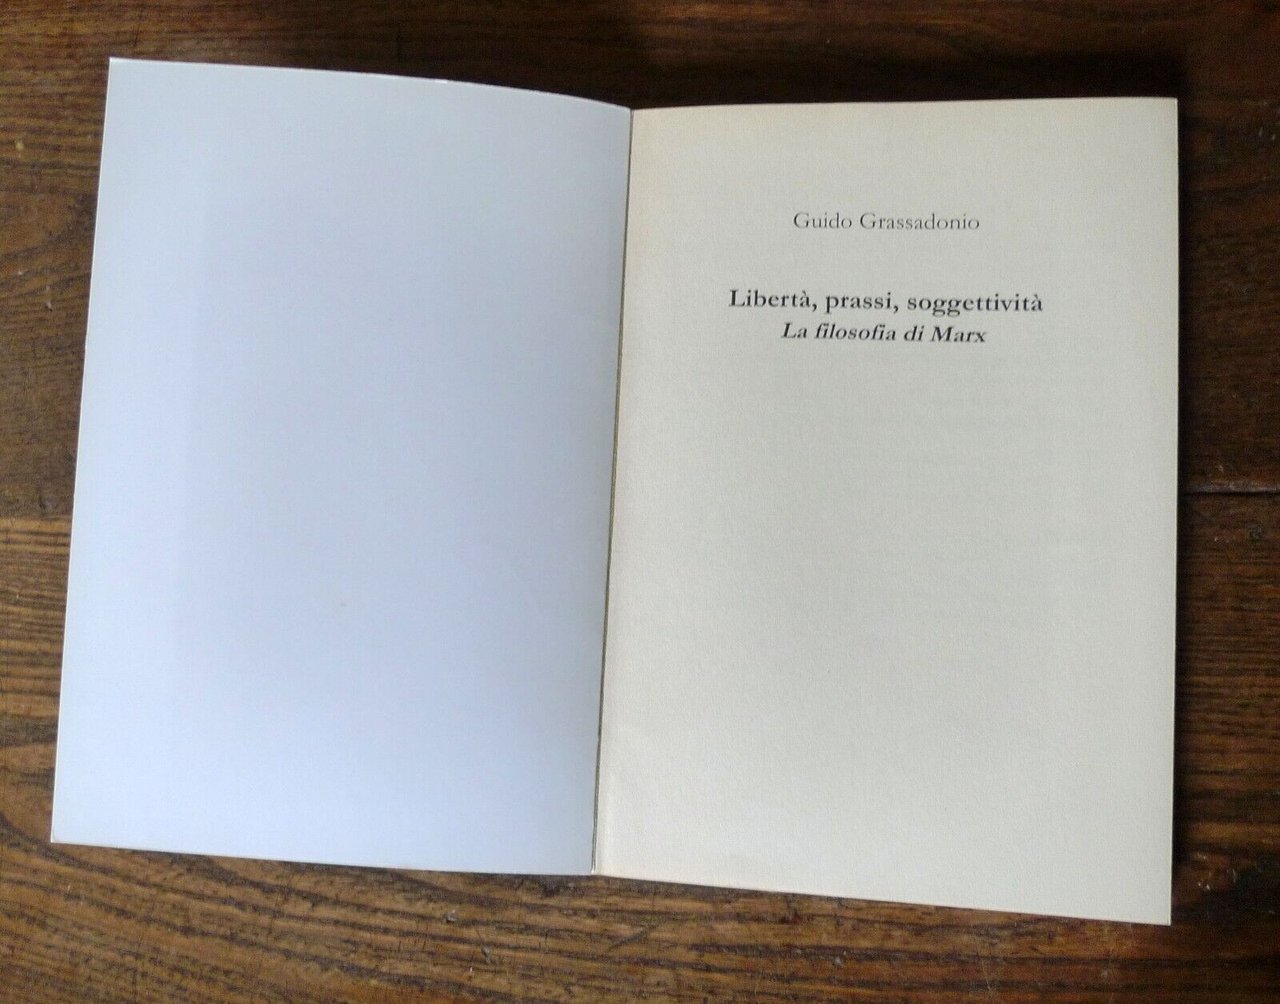 Guido Grassadonio
Libertà, prassi, soggettività
La filosofia di Marx